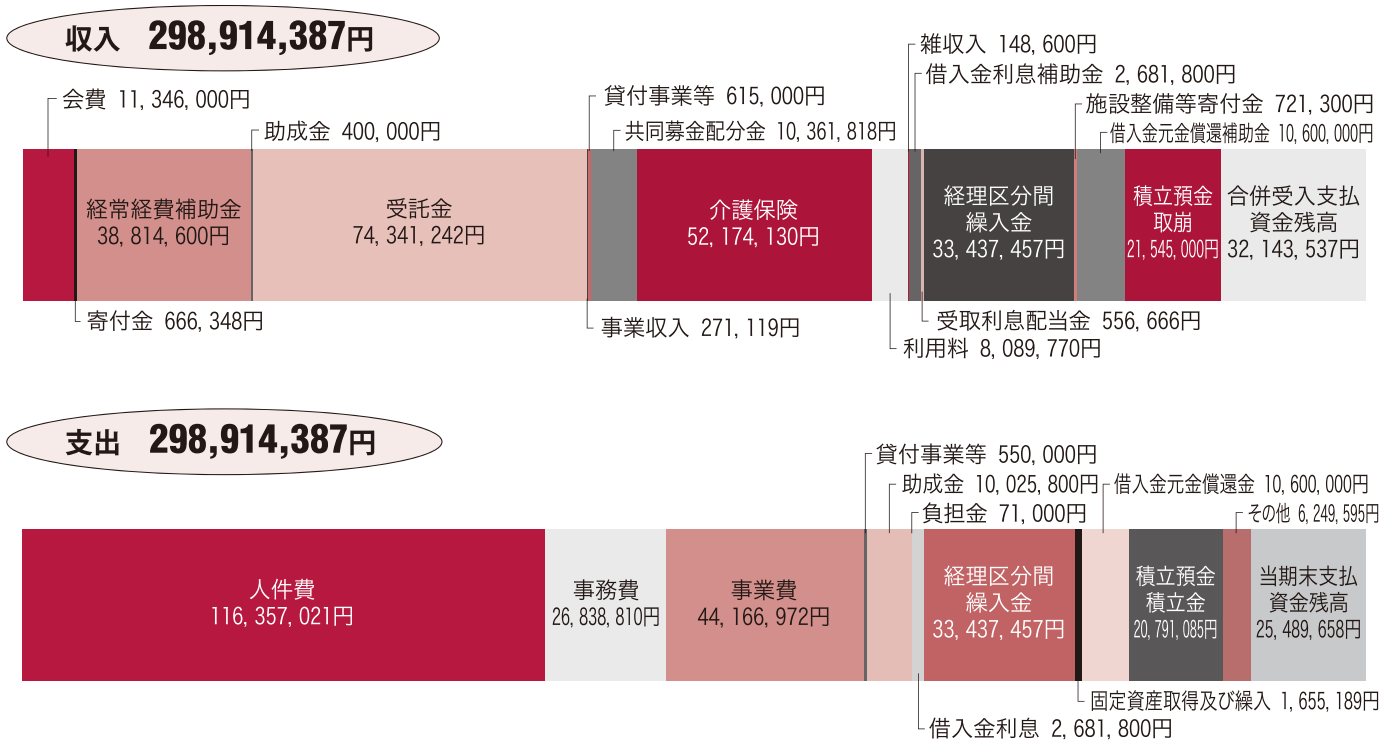 収入 298,914,387円
雑収入 148,600円
借入金利息補助金 2,681,800円
会費 11,346,000円
貸付事業等 615,000円
施設整備等寄付金 721,300円
助成金 400,000円
共同募金配分金 10,361,818円
借入金元金償還補助金 10,600,000円
経常経費補助金
38,814,600円
受託金
74,341,242円
介護保険
52,174,130円
経理区分間
繰入金
33,437,457円
積立預金
取崩
21,545,000円
合併受入支払
資金残高
32,143,537円
寄付金 666,348円
事業収入 271,119円
受取利息配当金 556,666円
利用料 8,089,770円
支出 298,914,387円
貸付事業等 550,000円
助成金 10,025,800円
借入金元金償還金 10,600,000円
負担金 71,000円
その他 6,249,595円
人件費
116,357,021円
事務費
26,838,810円
事業費
44,166,972円
経理区分間
繰入金
33,437,457円
積立預金
積立金
20,791,085円
当期末支払
資金残高
25,489,658円
固定資産取得及び繰入 1,655,189円
借入金利息 2,681,800円